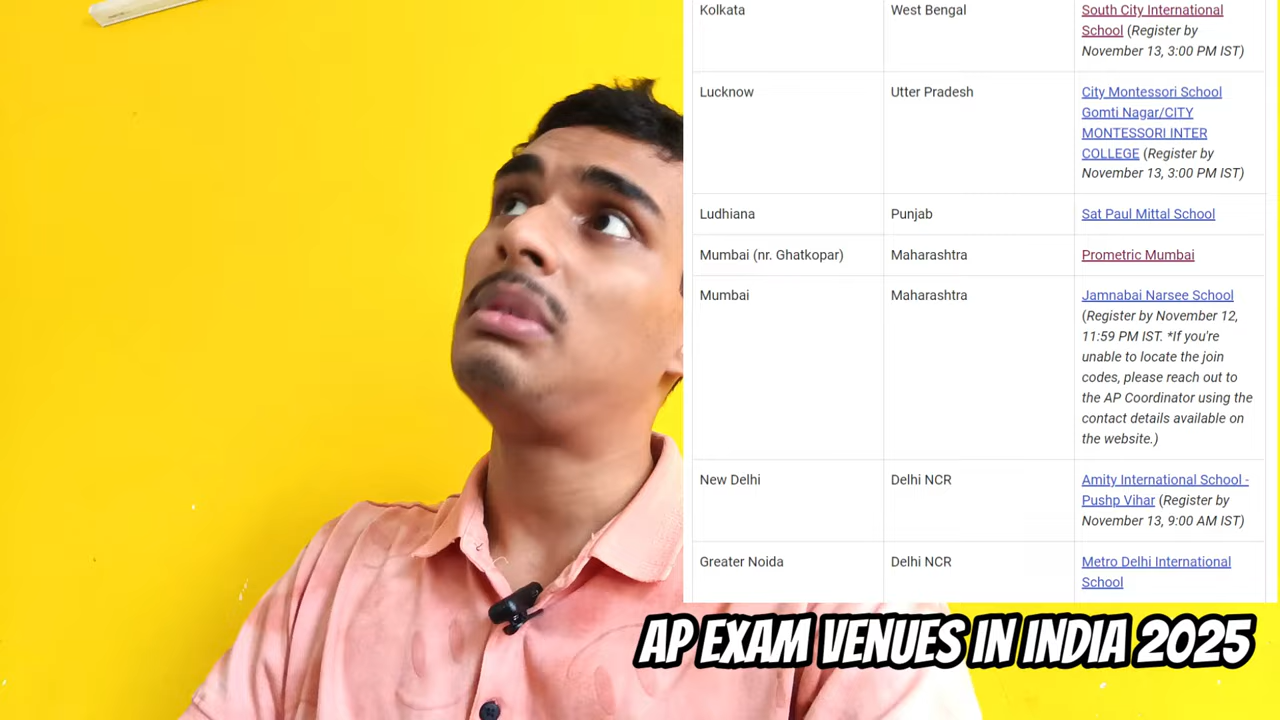 Kolkata
West Bengal
South City International
School (Register by
November 13, 3:00 PM IST)
Lucknow
Utter Pradesh
City Montessori School
Gomti Nagar/CITY
MONTESSORI INTER
COLLEGE (Register by
November 13, 3:00 PM IST)
Ludhiana
Punjab
Sat Paul Mittal School
Mumbai (nr. Ghatkopar)
Maharashtra
Prometric Mumbai
Mumbai
Maharashtra
Jamnabai Narsee School
(Register by November 12,
11:59 PM IST. *If you're
unable to locate the join
codes, please reach out to
the AP Coordinator using the
contact details available on
the website.)
New Delhi
Delhi NCR
Amity International School -
Pushp Vihar (Register by
November 13, 9:00 AM IST)
Greater Noida
Delhi NCR
Metro Delhi International
School
AP EXAM VENUES IN INDIA 2025